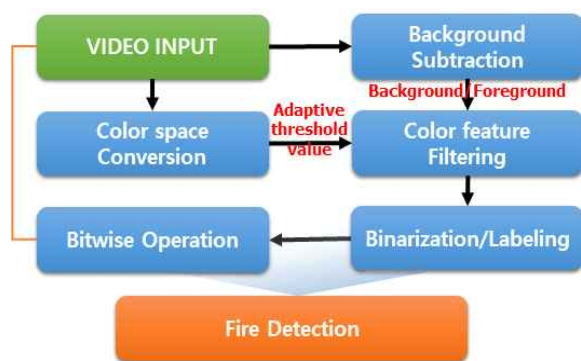 VIDEO INPUT
Background
Subtraction
Background/Foreground
Color space
Conversion
Adaptive
threshold
value
Color feature
Filtering
Bitwise Operation
Binarization/Labeling
Fire Detection